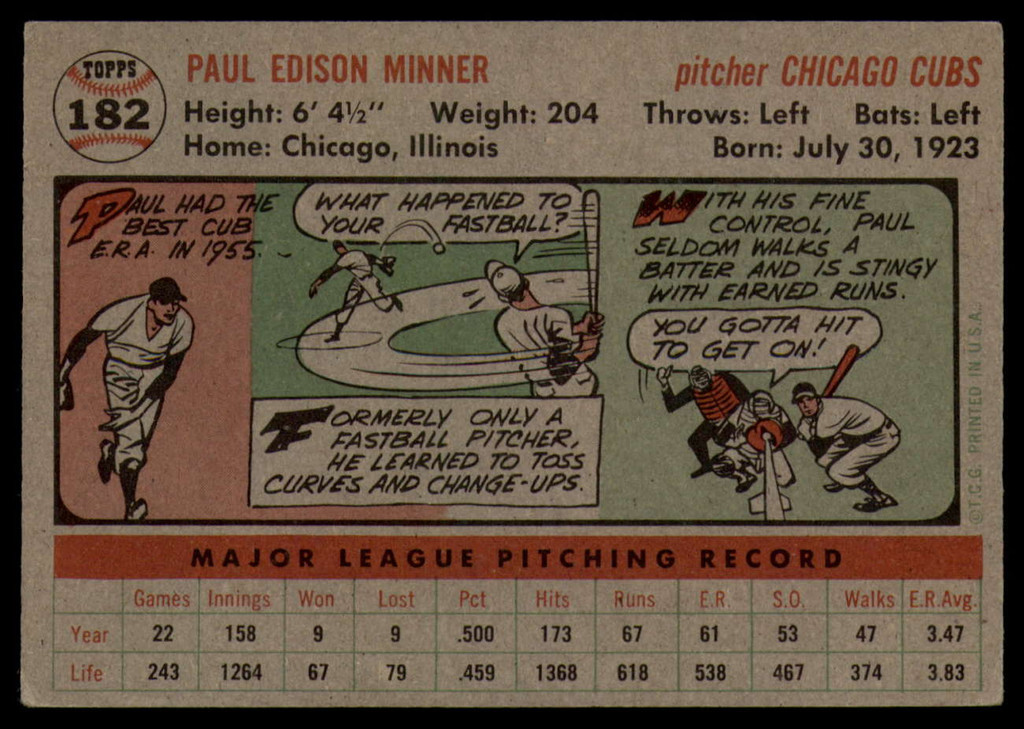 TOPPS
182
PAUL EDISON MINNER
pitcher CHICAGO CUBS
Height: 6' 4½" Weight: 204 Throws: Left Bats: Left
Home: Chicago, Illinois Born: July 30, 1923
PAUL HAD THE
BEST CUB
E.R.A. IN 1955.
WHAT HAPPENED TO
YOUR FASTBALL?
FORMERLY ONLY A
FASTBALL PITCHER,
HE LEARNED TO TOSS
CURVES AND CHANGE-UPS.
WITH HIS FINE
CONTROL, PAUL
SELDOM WALKS A
BATTER AND IS STINGY
WITH EARNED RUNS.
YOU GOTTA HIT
TO GET ON!
©T.C.G. PRINTED IN U.S.A.
MAJOR LEAGUE PITCHING RECORD
Games Innings Won Lost Pct Hits Runs E.R. S.O. Walks E.R.Avg.
Year 22 158 9 9 .500 173 67 61 53 47 3.47
Life 243 1264 67 79 .459 1368 618 538 467 374 3.83